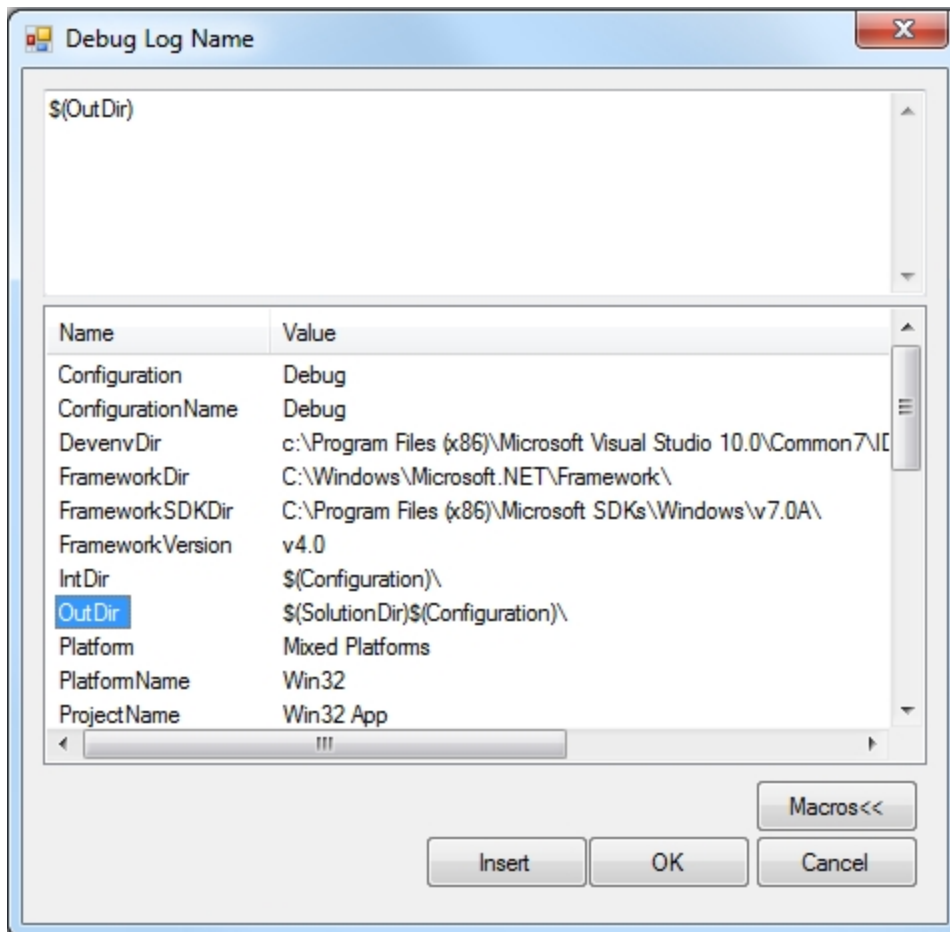 Debug Log Name
$(OutDir)
Name Value
Configuration Debug
ConfigurationName Debug
DevenvDir c:\Program Files (x86)\Microsoft Visual Studio 10.0\Common7\ID
FrameworkDir C:\Windows\Microsoft.NET\Framework\
FrameworkSDKDir C:\Program Files (x86)\Microsoft SDKs\Windows\v7.0A\
FrameworkVersion v4.0
IntDir $(Configuration)\
OutDir $(SolutionDir)$(Configuration)\
Platform Mixed Platforms
PlatformName Win32
ProjectName Win32 App
Macros<<
Insert OK Cancel